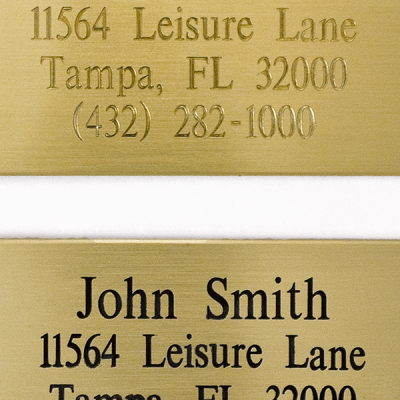 11564 Leisure Lane
Tampa, FL 32000
(432) 282-1000
John Smith
11564 Leisure Lane
Tampa FL 32000